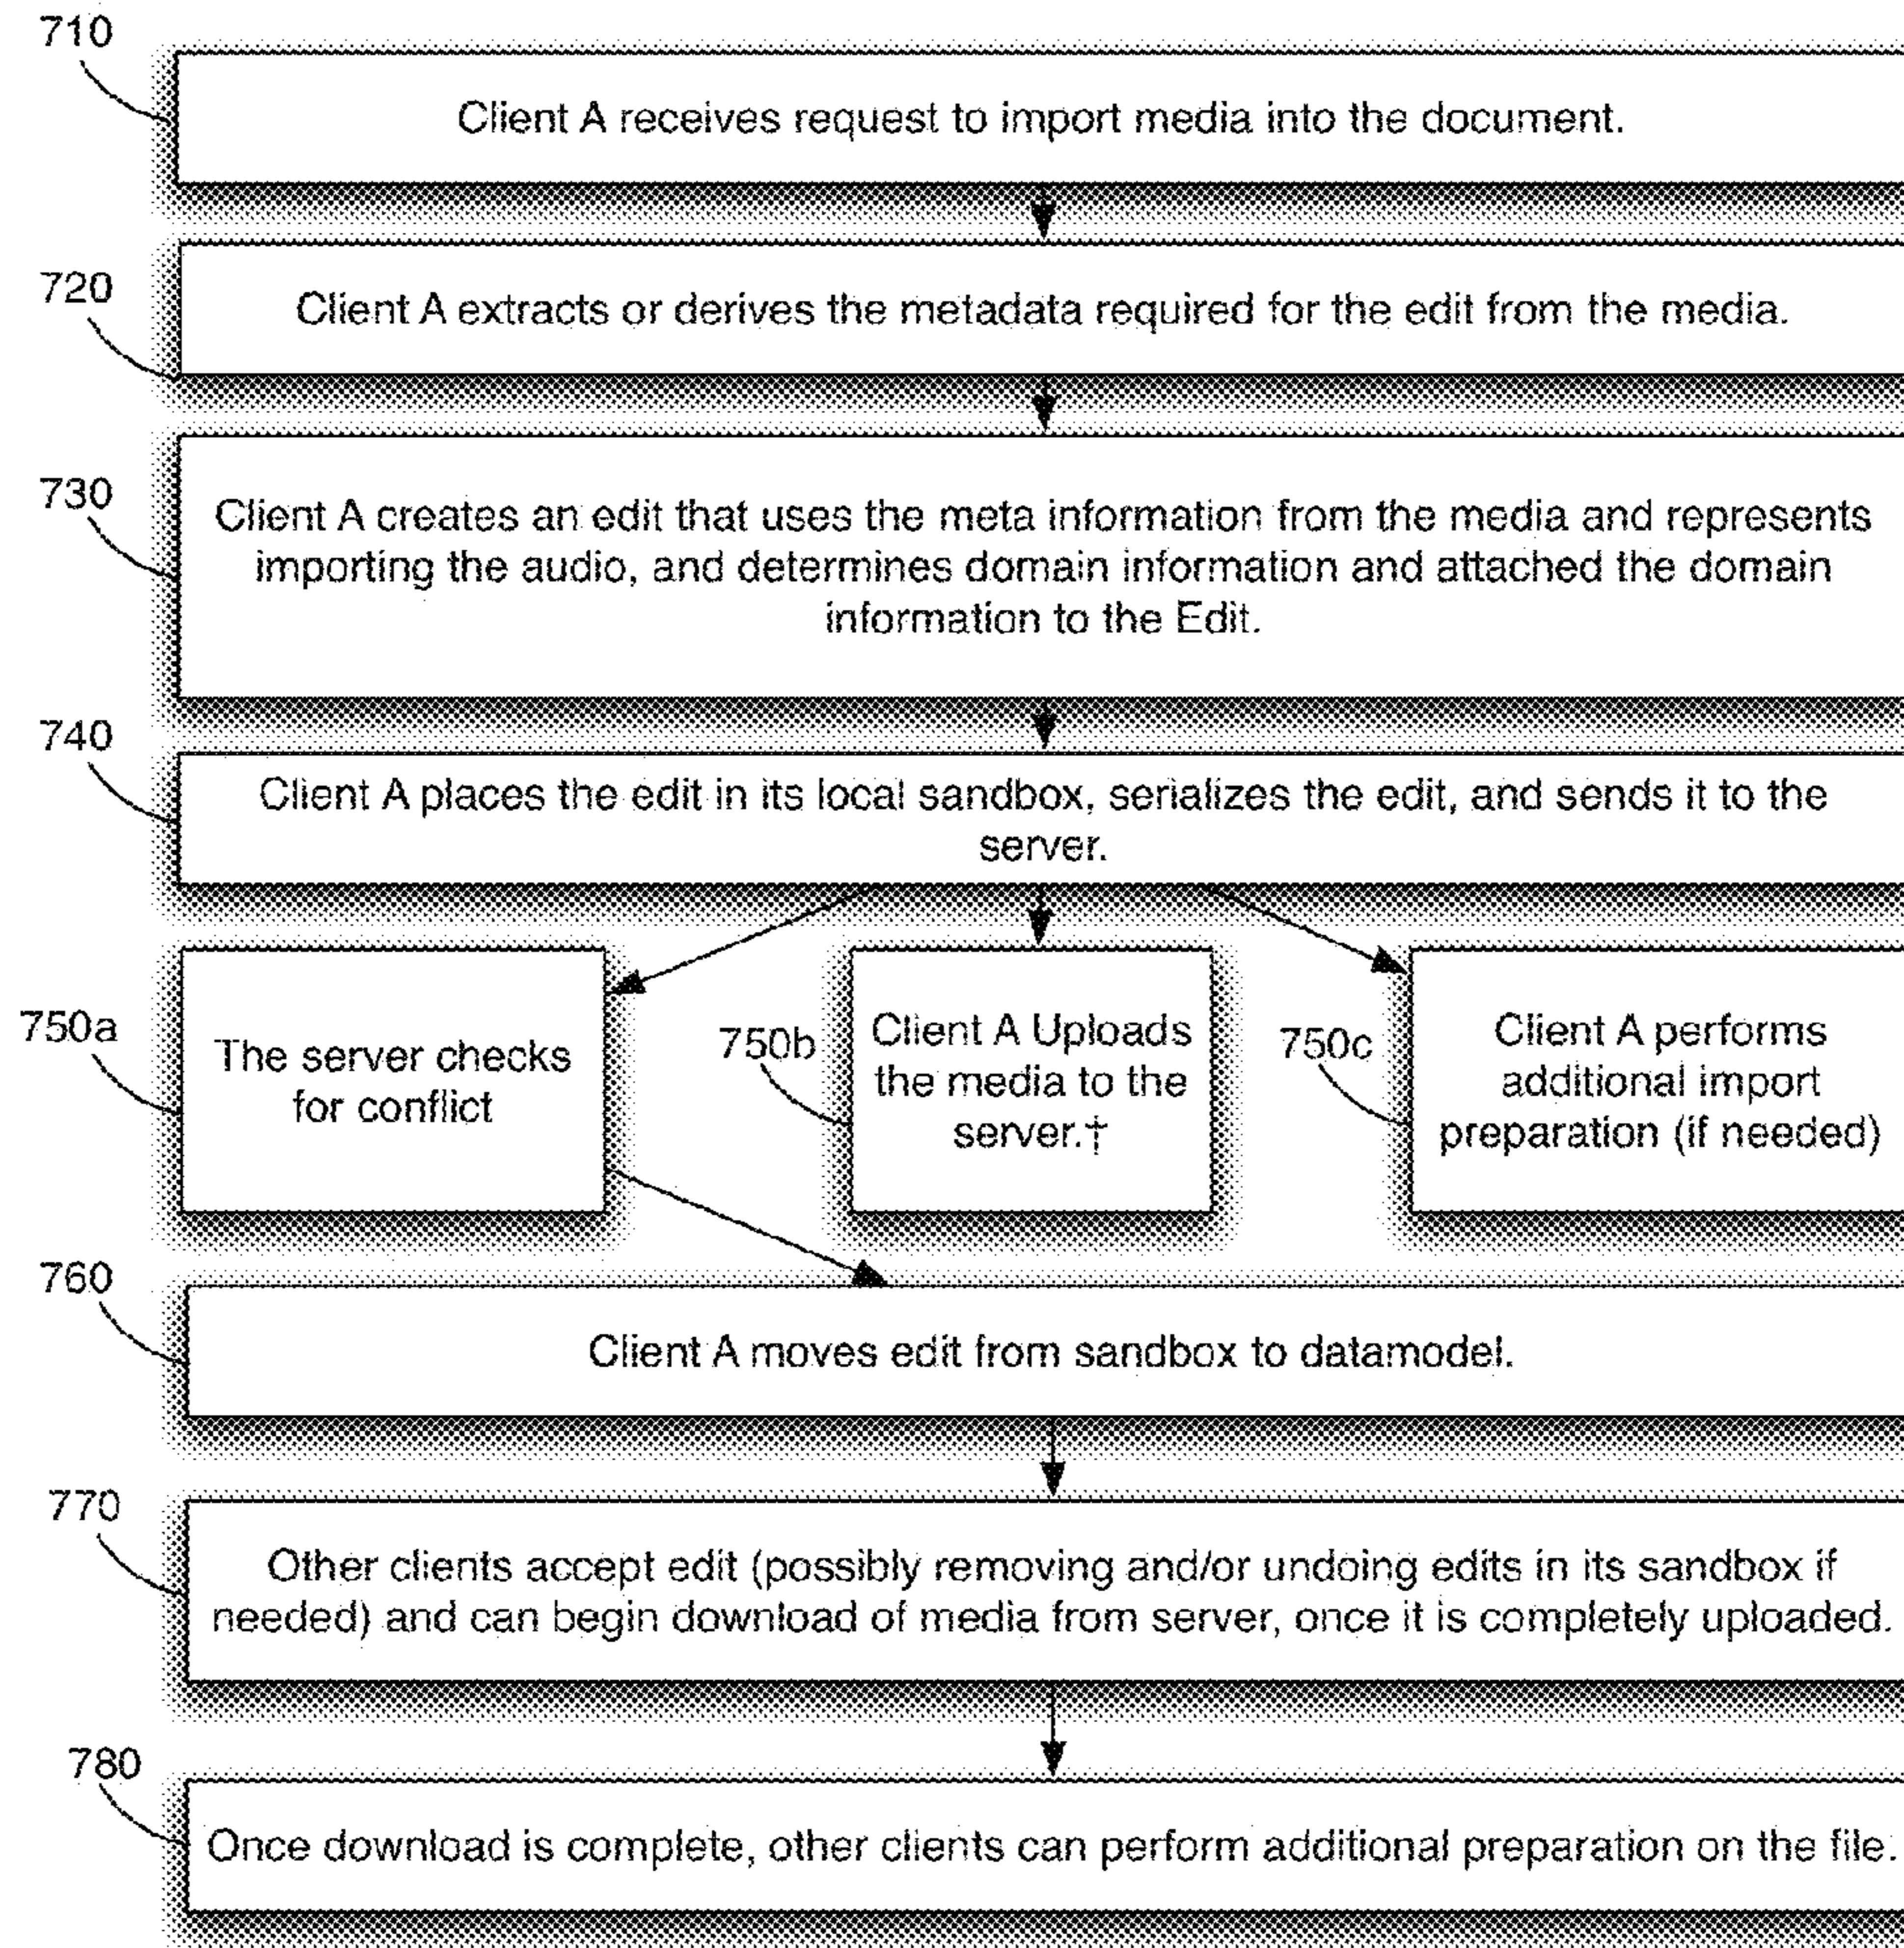 710
Client A receives request to import media into the document.
720
Client A extracts or derives the metadata required for the edit from the media.
730
Client A creates an edit that uses the meta information from the media and represents
importing the audio, and determines domain information and attached the domain
information to the Edit.
740
Client A places the edit in its local sandbox, serializes the edit, and sends it to the
server.
750a
The server checks
for conflict
750b
Client A Uploads
the media to the
server.†
750c
Client A performs
additional import
preparation (if needed)
760
Client A moves edit from sandbox to datamodel.
770
Other clients accept edit (possibly removing and/or undoing edits in its sandbox if
needed) and can begin download of media from server, once it is completely uploaded.
780
Once download is complete, other clients can perform additional preparation on the file.